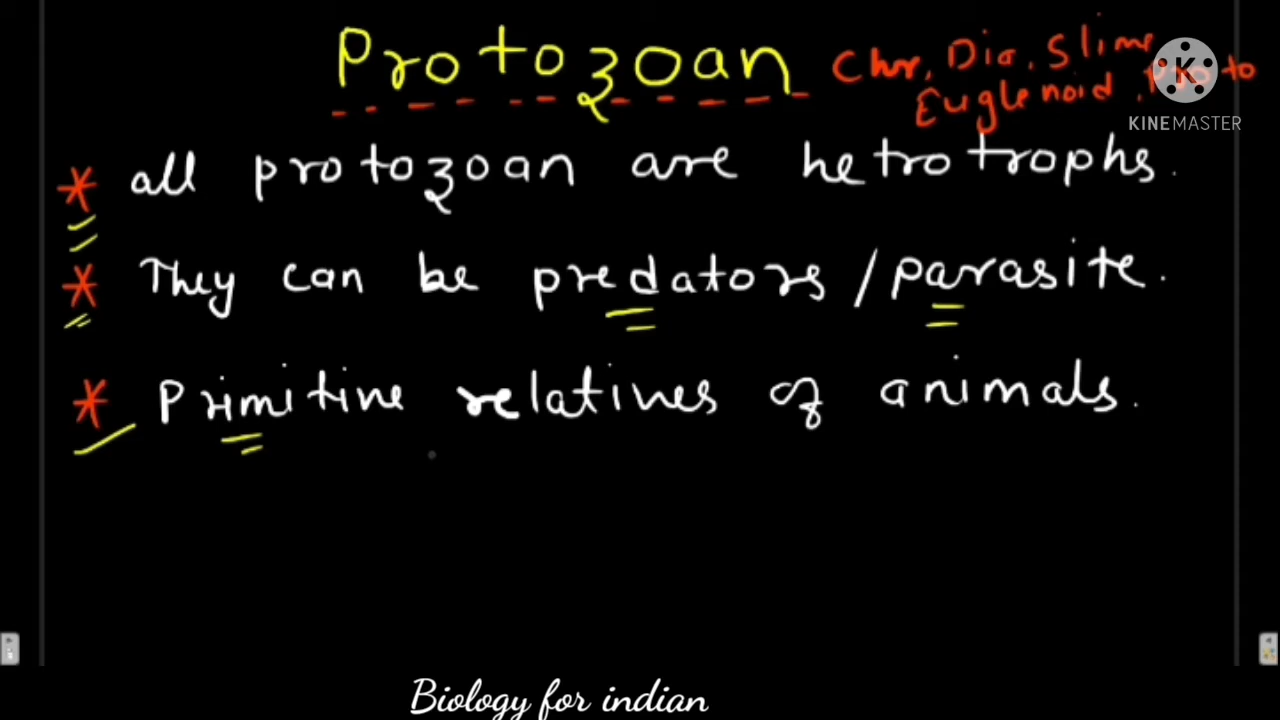 Protozoan
Chr, Dia, Slime
Euglenoid, Proto
KINEMASTER
* all protozoan are hetrotrophs.
* They can be predators / parasite.
* Primitive relatives of animals.
Biology for indian